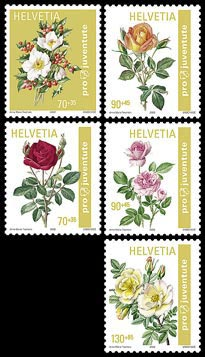 HELVETIA
70+35
pro juventute
HELVETIA
90+45
pro juventute
HELVETIA
70+35
pro juventute
HELVETIA
90+45
pro juventute
HELVETIA
130+65
pro juventute